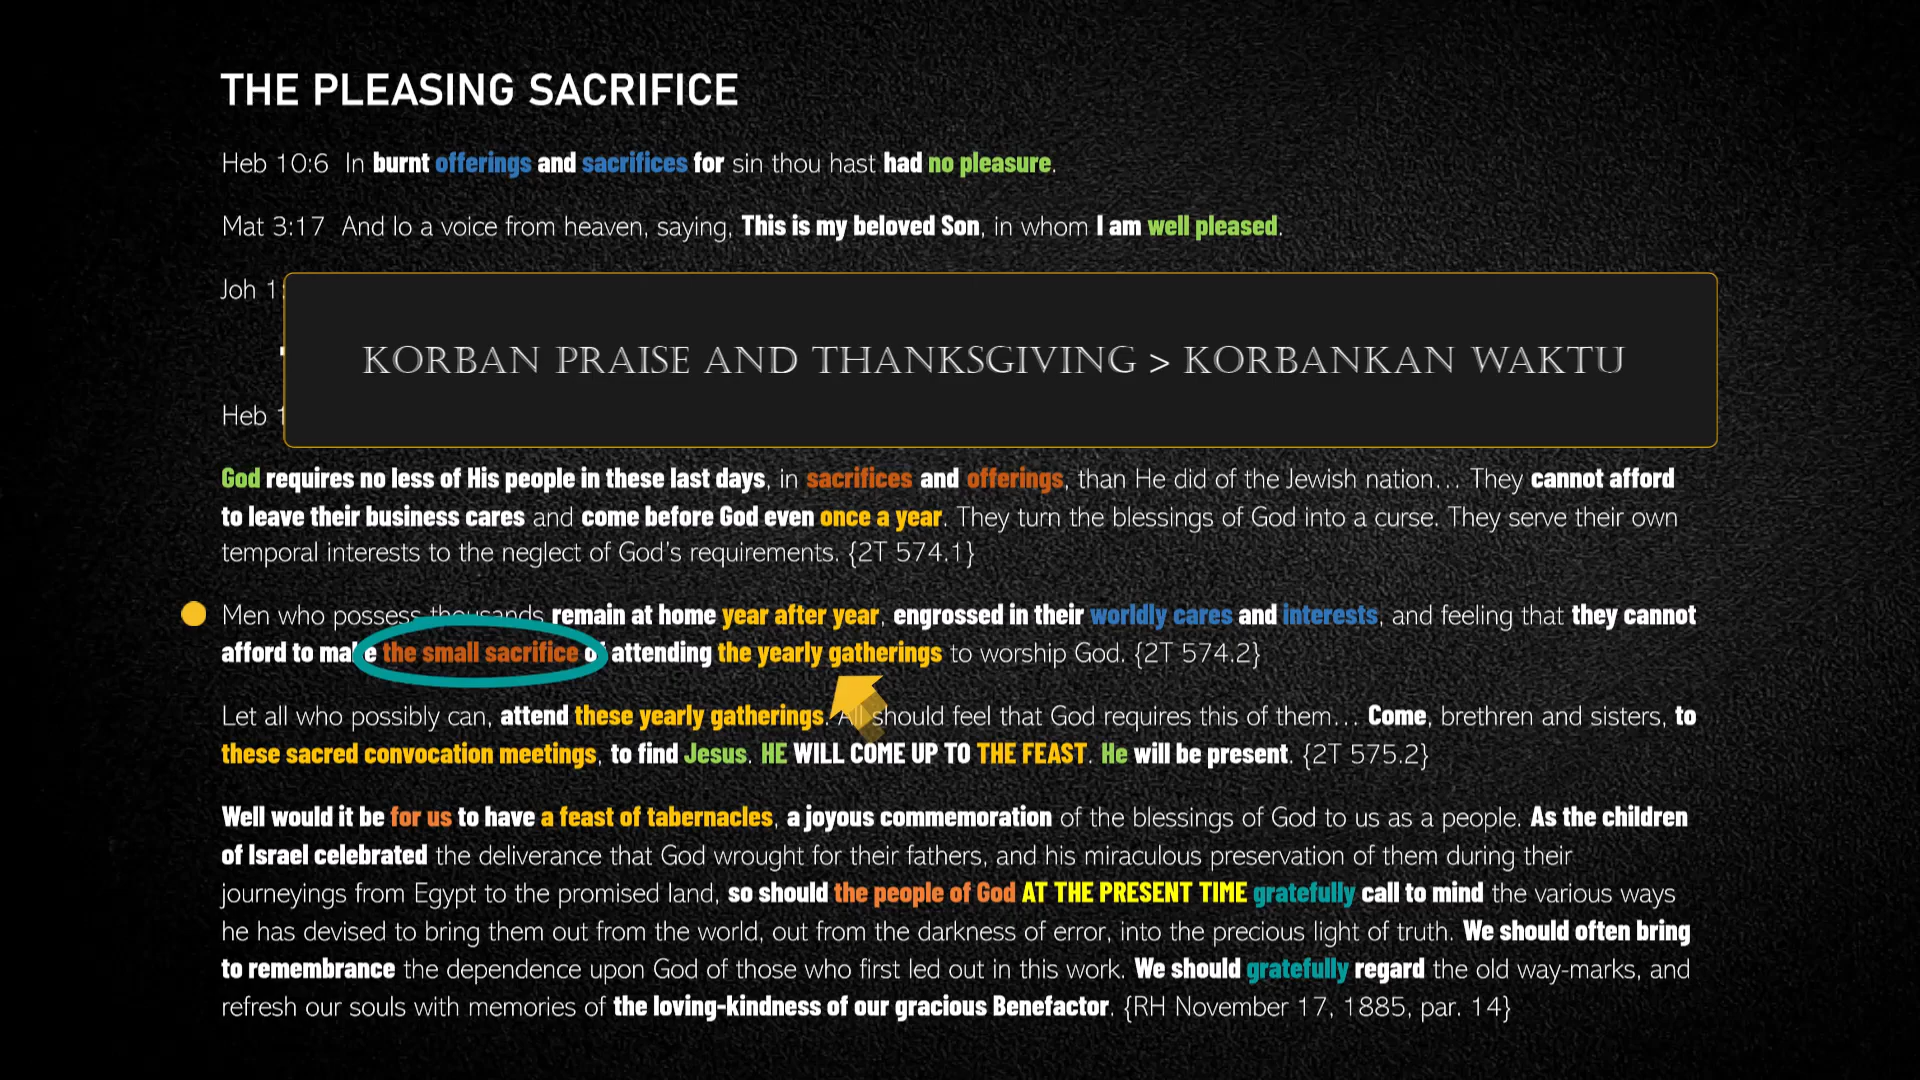 THE PLEASING SACRIFICE
Heb 10:6 In burnt offerings and sacrifices for sin thou hast had no pleasure.
Mat 3:17 And lo a voice from heaven, saying, This is my beloved Son, in whom I am well pleased.
Joh 1
KORBAN PRAISE AND THANKSGIVING > KORBANKAN WAKTU
Heb 1
God requires no less of His people in these last days, in sacrifices and offerings, than He did of the Jewish nation… They cannot afford
to leave their business cares and come before God even once a year. They turn the blessings of God into a curse. They serve their own
temporal interests to the neglect of God's requirements. {2T 574.1}
Men who possess thousands remain at home year after year, engrossed in their worldly cares and interests, and feeling that they cannot
afford to make the small sacrifice of attending the yearly gatherings to worship God. {2T 574.2}
Let all who possibly can, attend these yearly gatherings. All should feel that God requires this of them… Come, brethren and sisters, to
these sacred convocation meetings, to find Jesus. HE WILL COME UP TO THE FEAST. He will be present. {2T 575.2}
Well would it be for us to have a feast of tabernacles, a joyous commemoration of the blessings of God to us as a people. As the children
of Israel celebrated the deliverance that God wrought for their fathers, and his miraculous preservation of them during their
journeyings from Egypt to the promised land, so should the people of God AT THE PRESENT TIME gratefully call to mind the various ways
he has devised to bring them out from the world, out from the darkness of error, into the precious light of truth. We should often bring
to remembrance the dependence upon God of those who first led out in this work. We should gratefully regard the old way-marks, and
refresh our souls with memories of the loving-kindness of our gracious Benefactor. {RH November 17, 1885, par. 14}